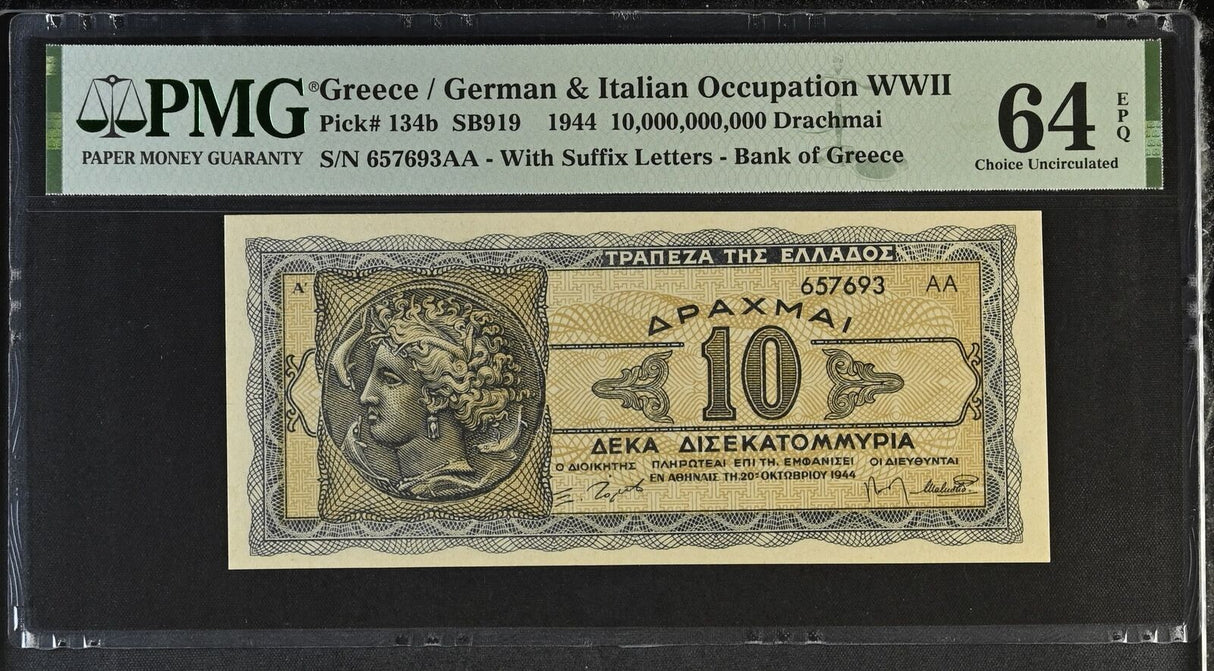 PMG®
PAPER MONEY GUARANTY
Greece / German & Italian Occupation WWII
Pick# 134b SB919 1944 10,000,000,000 Drachmai
S/N 657693AA - With Suffix Letters - Bank of Greece
64
EPQ
Choice Uncirculated
ΤΡΑΠΕΖΑ ΤΗΣ ΕΛΛΑΔΟΣ
Α 657693 ΑΑ
ΔΡΑΧΜΑΙ
10
ΔΕΚΑ ΔΙΣΕΚΑΤΟΜΜΥΡΙΑ
Ο ΔΙΟΙΚΗΤΗΣ ΠΛΗΡΩΤΕΑΙ ΕΠΙ ΤΗ, ΕΜΦΑΝΙΣΕΙ ΟΙ ΔΙΕΥΘΥΝΤΑΙ
ΕΝ ΑΘΗΝΑΙΣ ΤΗ, 20ῌ ΟΚΤΩΒΡΙΟΥ 1944